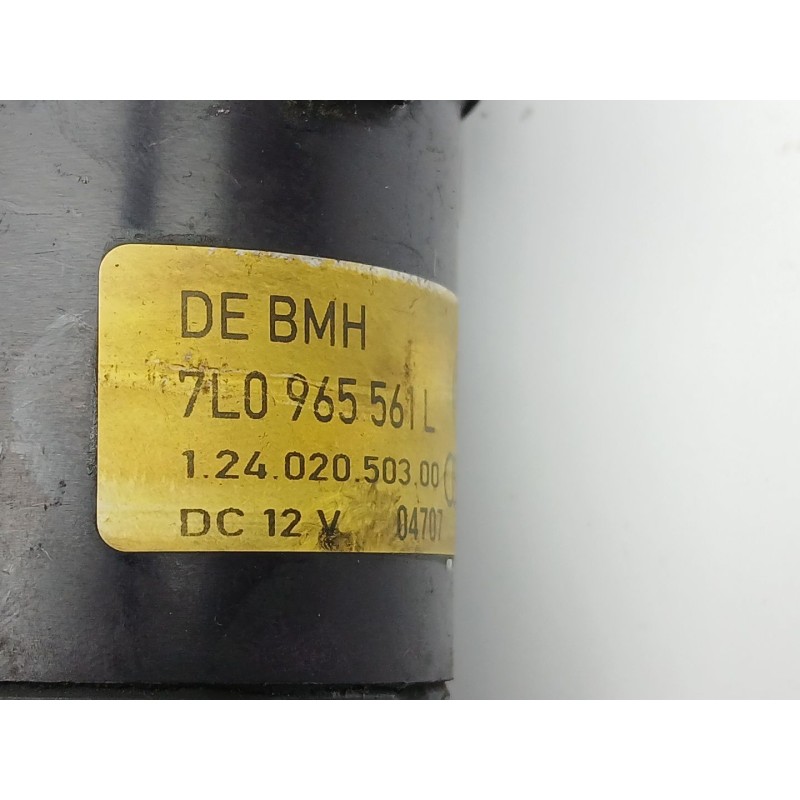 DE BMH
7L0 965 561 L
1.24.020.503.00
DC 12 V 04707